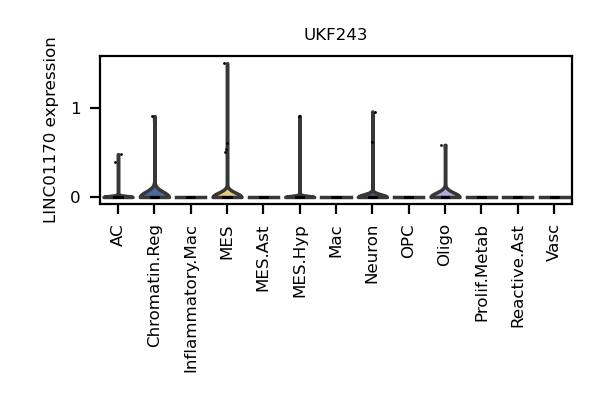 UKF243
LINC01170 expression
1
0
AC
Chromatin.Reg
Inflammatory.Mac
MES
MES.Ast
MES.Hyp
Mac
Neuron
OPC
Oligo
Prolif.Metab
Reactive.Ast
Vasc